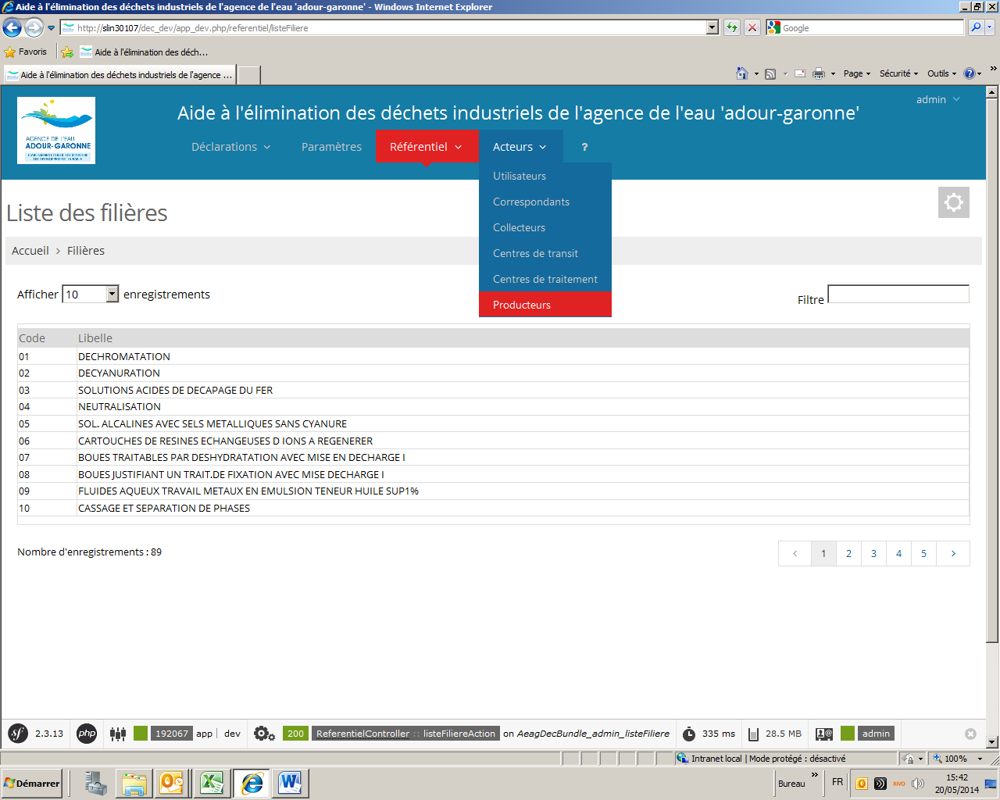 Aide à l'élimination des déchets industriels de l'agence de l'eau 'adour-garonne' - Windows Internet Explorer
http://slin30107/dec_dev/app_dev.php/referentiel/listeFiliere
Google
Favoris
Aide à l'élimination des déch...
Aide à l'élimination des déchets industriels de l'agence ...
Page
Sécurité
Outils
»
admin
AGENCE DE L'EAU
ADOUR-GARONNE
ETABLISSEMENT PUBLIC DU MINISTERE
DU DEVELOPPEMENT DURABLE
Aide à l'élimination des déchets industriels de l'agence de l'eau 'adour-garonne'
Déclarations
Paramètres
Référentiel
Acteurs
?
Utilisateurs
Correspondants
Collecteurs
Centres de transit
Centres de traitement
Producteurs
Liste des filières
Accueil > Filières
Afficher 10 enregistrements
Filtre
Code Libelle
01 DECHROMATATION
02 DECYANURATION
03 SOLUTIONS ACIDES DE DECAPAGE DU FER
04 NEUTRALISATION
05 SOL. ALCALINES AVEC SELS METALLIQUES SANS CYANURE
06 CARTOUCHES DE RESINES ECHANGEUSES D IONS A REGENERER
07 BOUES TRAITABLES PAR DESHYDRATATION AVEC MISE EN DECHARGE I
08 BOUES JUSTIFIANT UN TRAIT.DE FIXATION AVEC MISE DECHARGE I
09 FLUIDES AQUEUX TRAVAIL METAUX EN EMULSION TENEUR HUILE SUP1%
10 CASSAGE ET SEPARATION DE PHASES
Nombre d'enregistrements : 89
< 1 2 3 4 5 >
sf 2.3.13 php 192067 app dev 200 ReferentielController :: listeFiliereAction on AeagDecBundle_admin_listeFiliere 335 ms 28.5 MB admin
Intranet local | Mode protégé : désactivé
100%
Démarrer
Bureau
»
FR
XIVO
15:42
20/05/2014